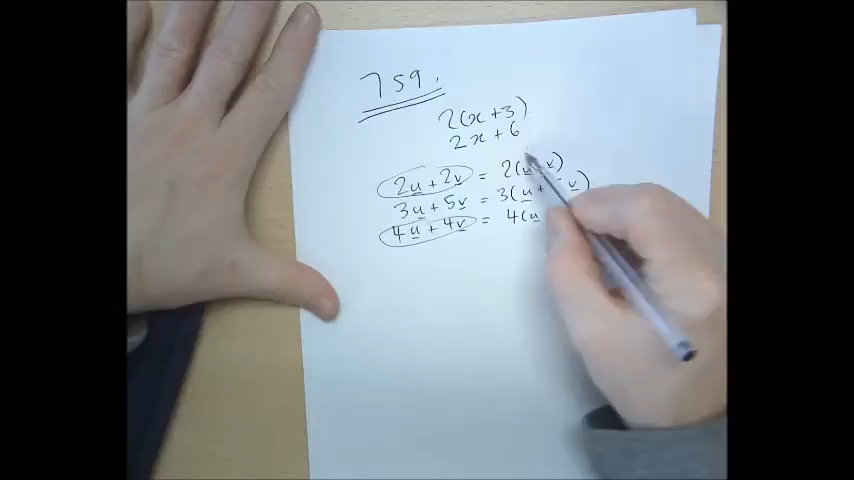 759.
2(x+3)
2x+6
2u+2v = 2(u v)
3u+5v = 3(u+ v)
4u+4v = 4(u